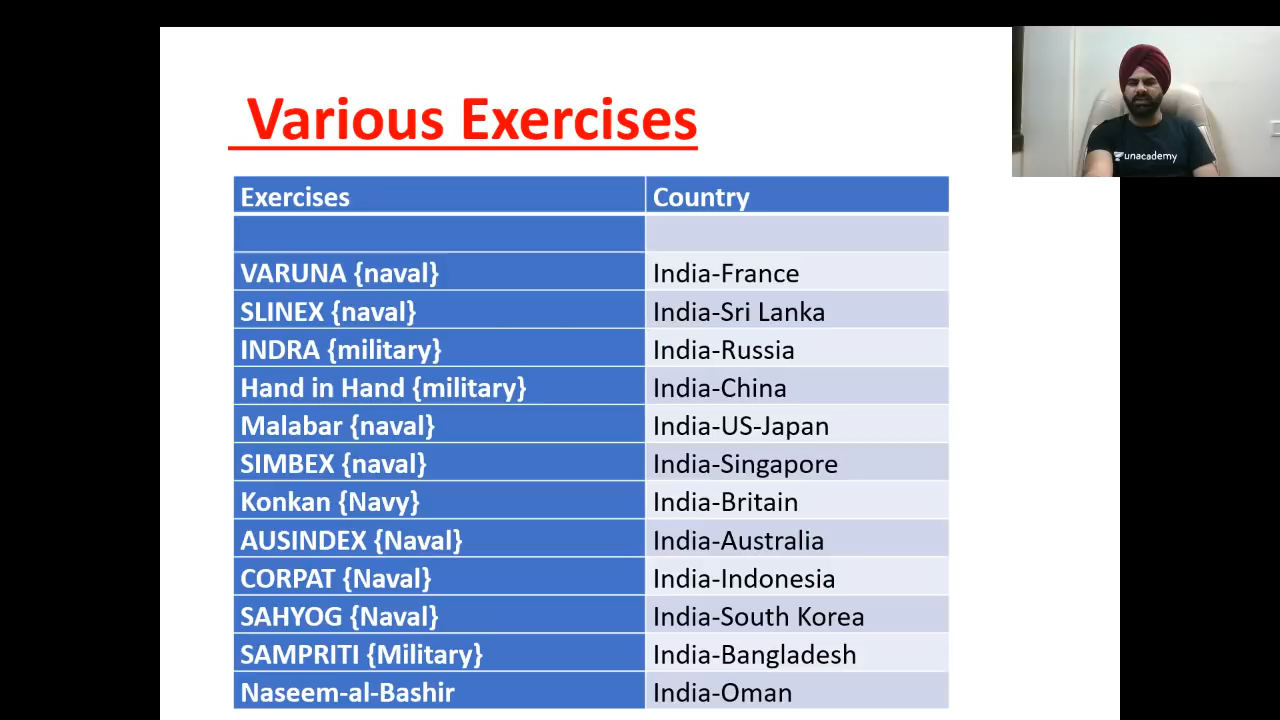 Various Exercises
unacademy
Exercises Country
VARUNA {naval} India-France
SLINEX {naval} India-Sri Lanka
INDRA {military} India-Russia
Hand in Hand {military} India-China
Malabar {naval} India-US-Japan
SIMBEX {naval} India-Singapore
Konkan {Navy} India-Britain
AUSINDEX {Naval} India-Australia
CORPAT {Naval} India-Indonesia
SAHYOG {Naval} India-South Korea
SAMPRITI {Military} India-Bangladesh
Naseem-al-Bashir India-Oman